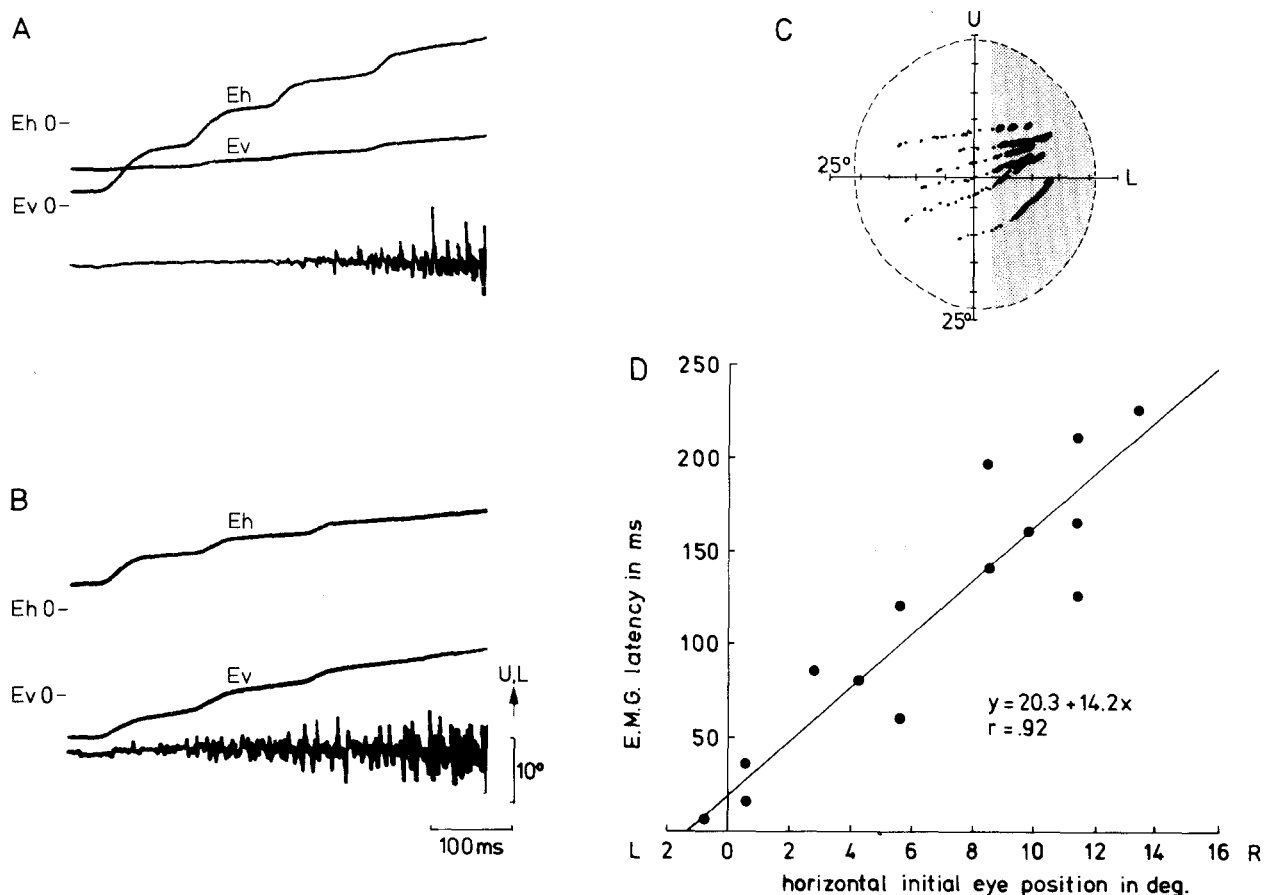 A
Eh
Eh 0-
Ev
Ev 0-
B
Eh
Eh 0-
Ev
Ev 0-
U,L
10°
100ms
C
U
25°
L
25°
D
250
200
150
100
50
E.M.G. latency in ms
y = 20.3 + 14.2x
r = .92
L 2 0 2 4 6 8 10 12 14 16 R
horizontal initial eye position in deg.